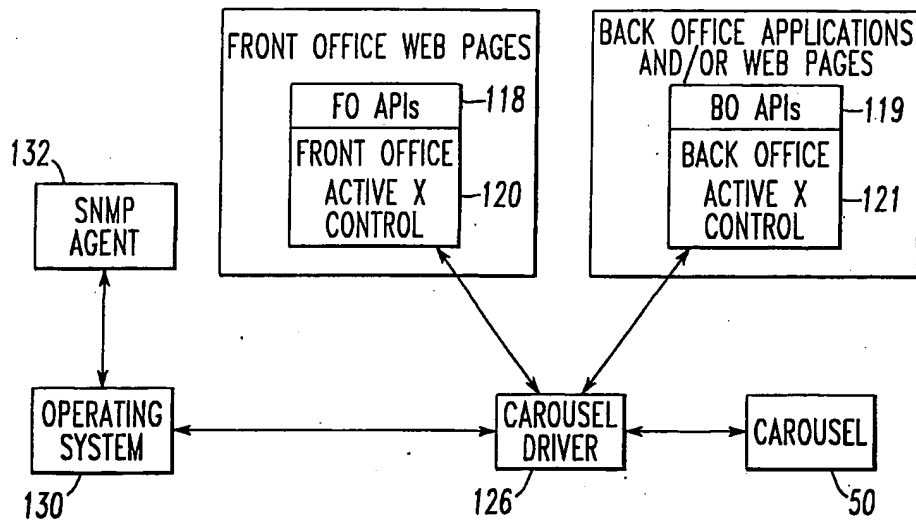 FRONT OFFICE WEB PAGES
FO APIs
118
FRONT OFFICE
ACTIVE X
CONTROL
120
BACK OFFICE APPLICATIONS
AND/OR WEB PAGES
BO APIs
119
BACK OFFICE
ACTIVE X
CONTROL
121
132
SNMP
AGENT
OPERATING
SYSTEM
130
CAROUSEL
DRIVER
126
CAROUSEL
50